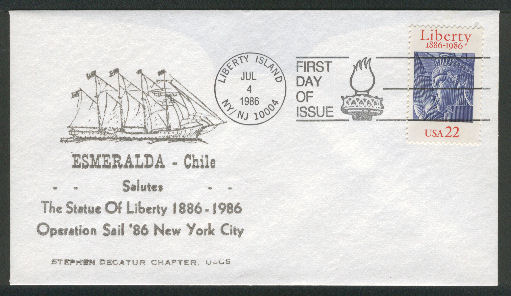 ESMERALDA - Chile
- - Salutes - -
The Statue Of Liberty 1886-1986
Operation Sail '86 New York City
STEPHEN DECATUR CHAPTER, USCS
LIBERTY ISLAND
JUL
4
1986
NY/NJ 10004
FIRST
DAY
OF
ISSUE
Liberty
1886-1986
USA 22